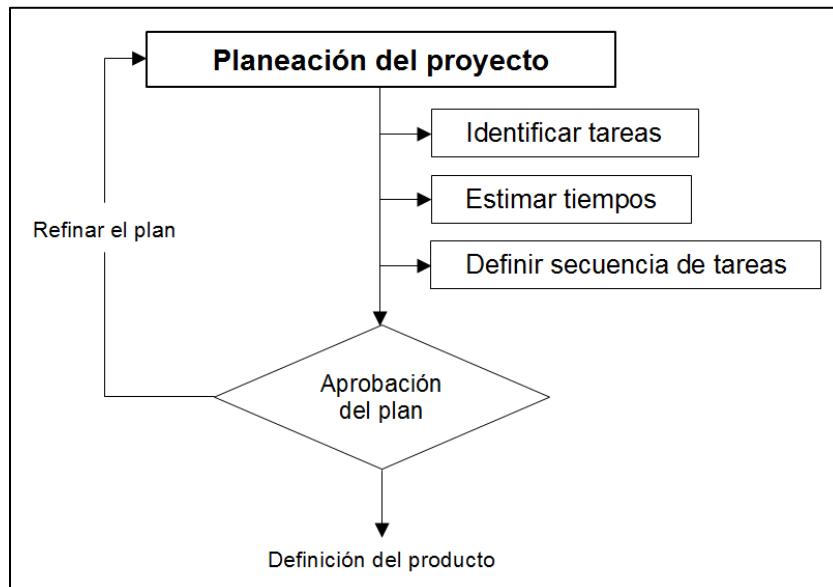 Planeación del proyecto
Identificar tareas
Estimar tiempos
Refinar el plan
Definir secuencia de tareas
Aprobación
del plan
Definición del producto